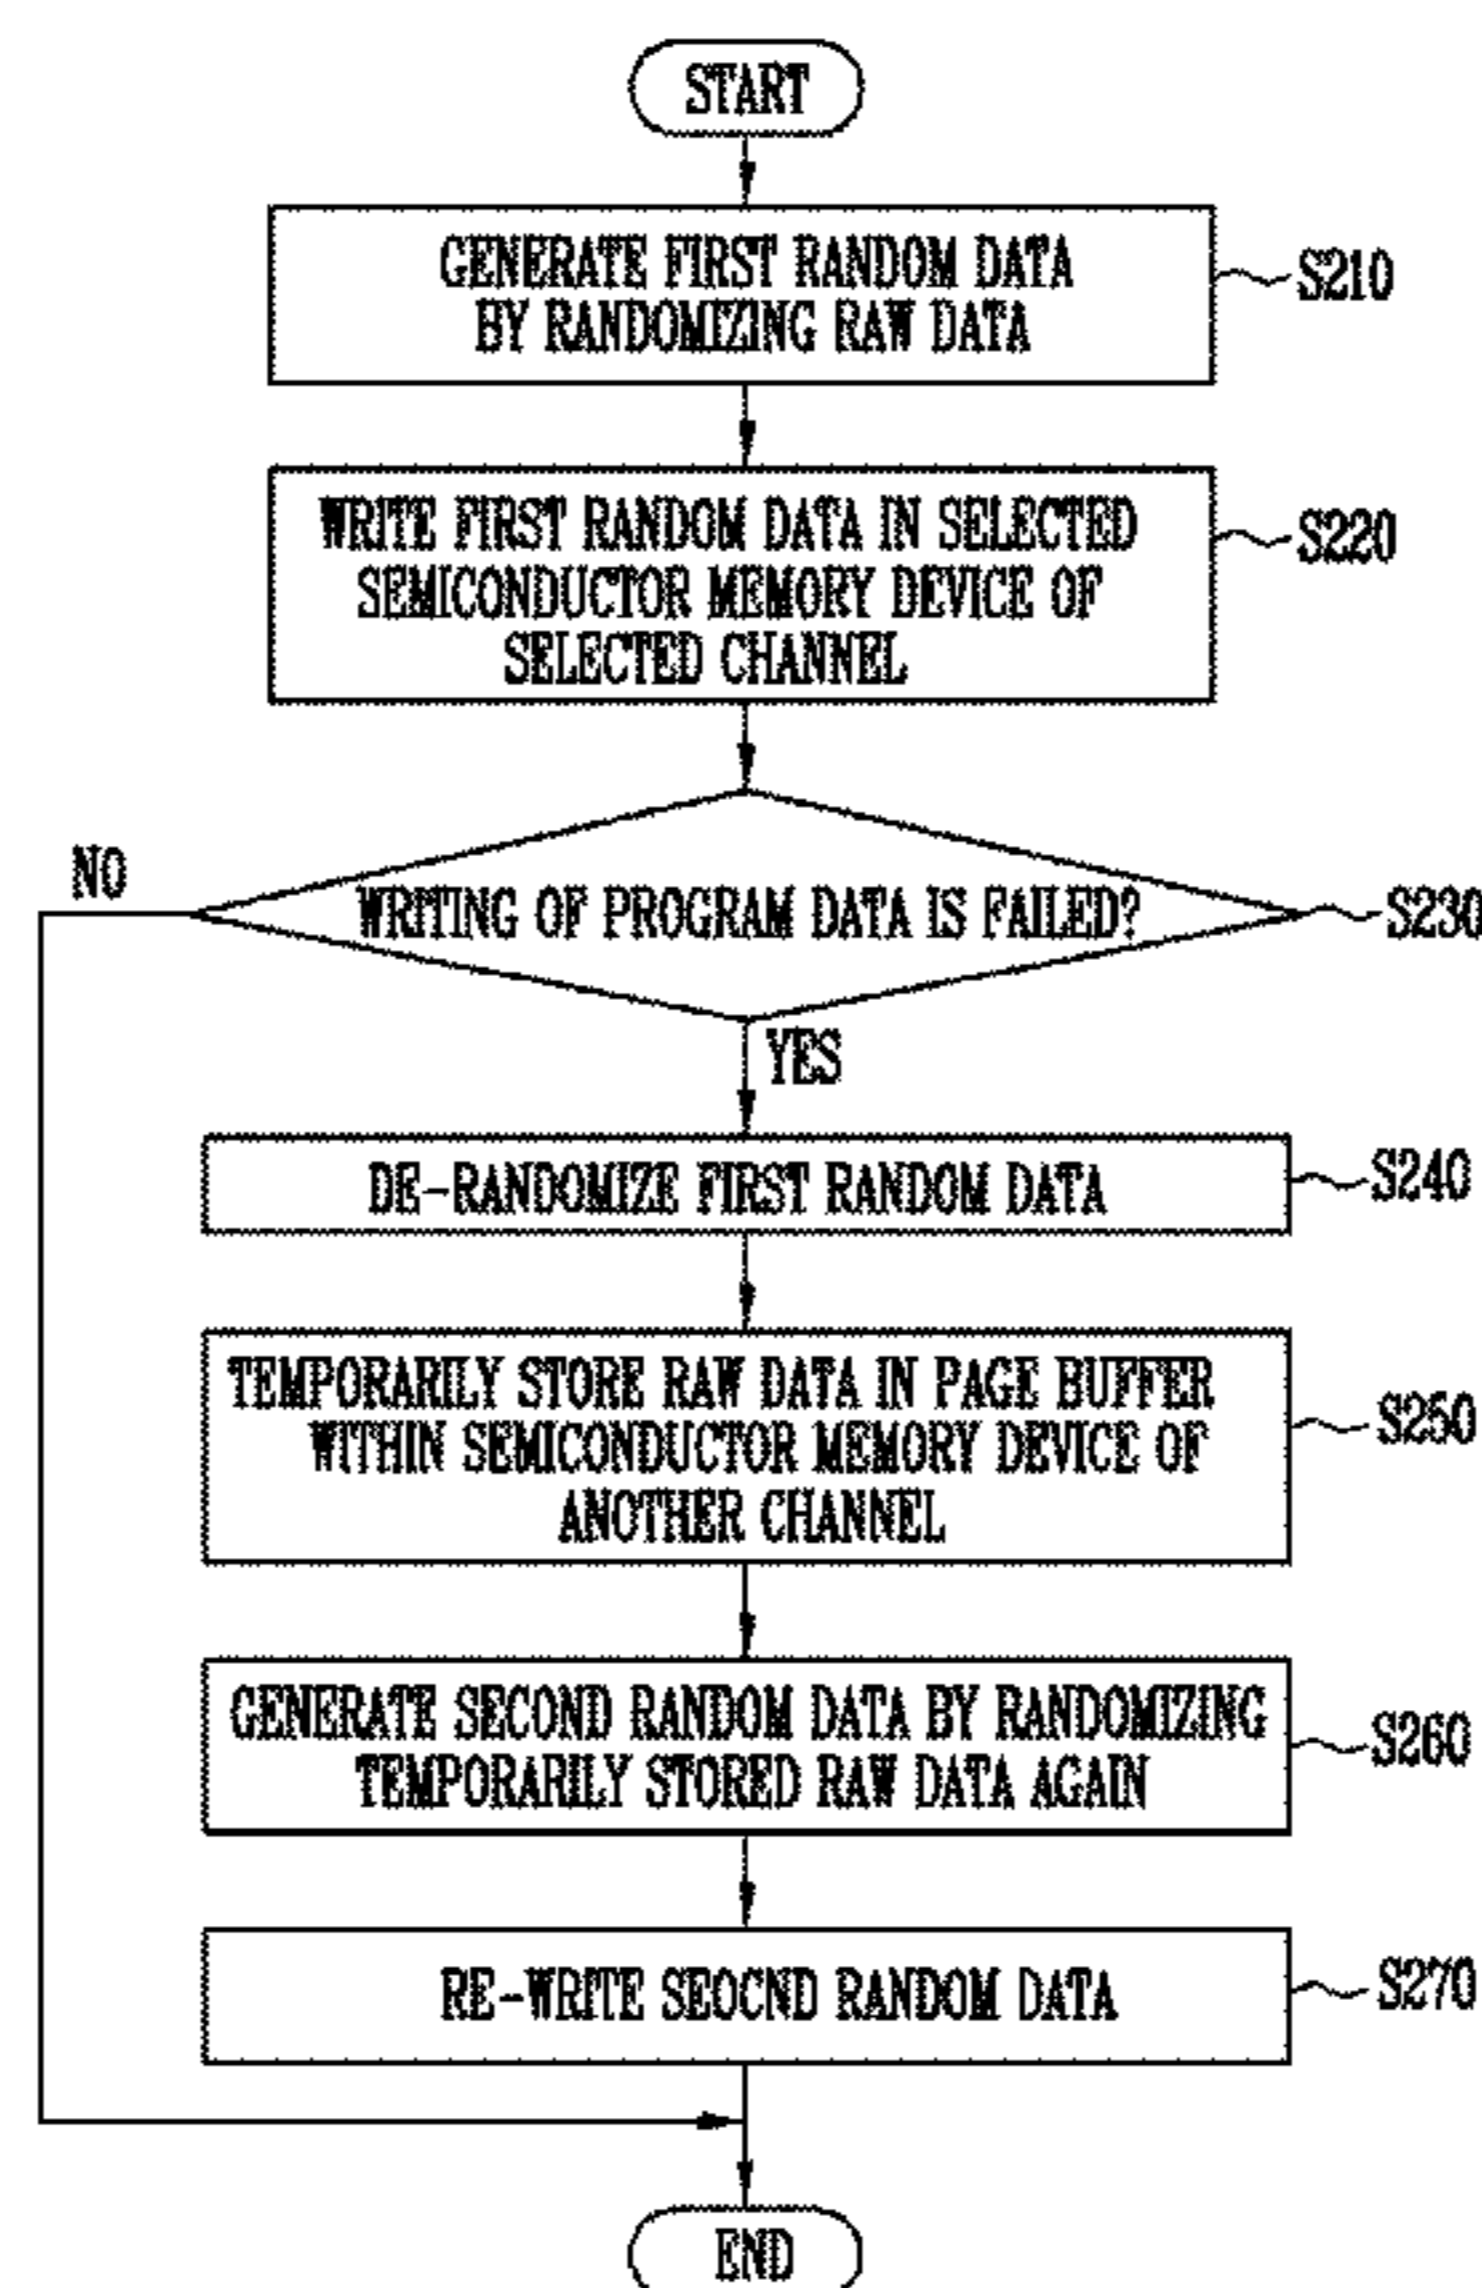 START
GENERATE FIRST RANDOM DATA
BY RANDOMIZING RAW DATA
S210
WRITE FIRST RANDOM DATA IN SELECTED
SEMICONDUCTOR MEMORY DEVICE OF
SELECTED CHANNEL
S220
NO
WRITING OF PROGRAM DATA IS FAILED?
S230
YES
DE-RANDOMIZE FIRST RANDOM DATA
S240
TEMPORARILY STORE RAW DATA IN PAGE BUFFER
WITHIN SEMICONDUCTOR MEMORY DEVICE OF
ANOTHER CHANNEL
S250
GENERATE SECOND RANDOM DATA BY RANDOMIZING
TEMPORARILY STORED RAW DATA AGAIN
S260
RE-WRITE SEOCND RANDOM DATA
S270
END